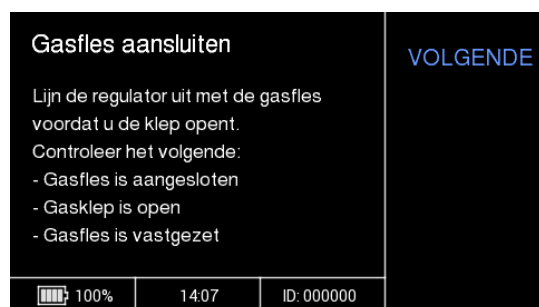 Gasfles aansluiten
VOLGENDE
Lijn de regulator uit met de gasfles
voordat u de klep opent.
Controleer het volgende:
- Gasfles is aangesloten
- Gasklep is open
- Gasfles is vastgezet
100%
14:07
ID: 000000